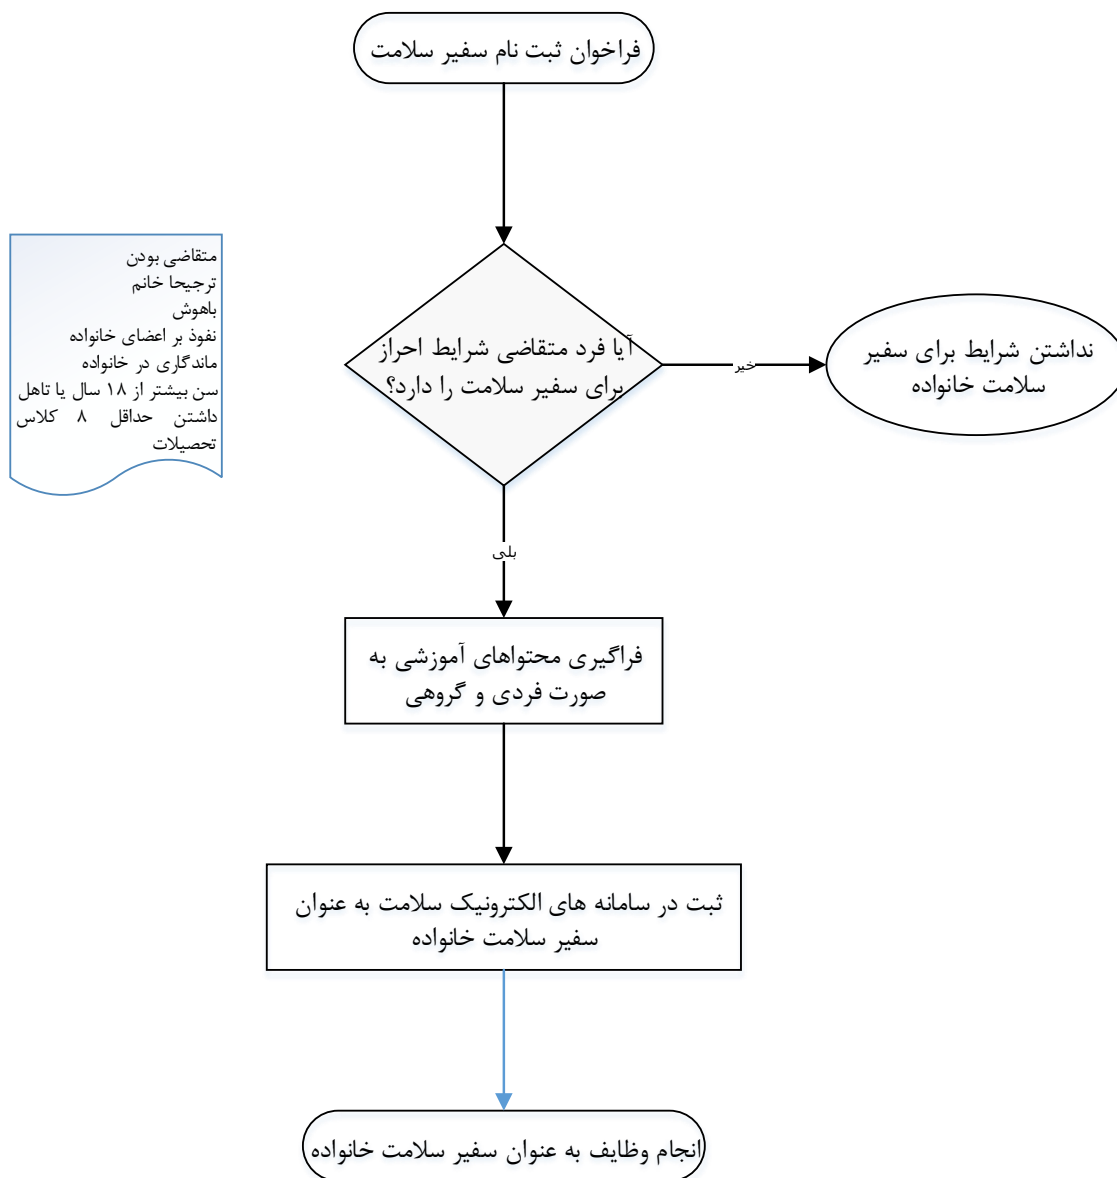 فراخوان ثبت نام سفیر سلامت
متقاضی بودن
ترجیحا خانم
باهوش
نفوذ بر اعضای خانواده
ماندگاری در خانواده
سن بیشتر از ۱۸ سال یا تاهل
داشتن حداقل ۸ کلاس
تحصیلات
آیا فرد متقاضی شرایط احراز
برای سفیر سلامت را دارد؟
خیر
نداشتن شرایط برای سفیر
سلامت خانواده
بلی
فراگیری محتواهای آموزشی به
صورت فردی و گروهی
ثبت در سامانه های الکترونیک سلامت به عنوان
سفیر سلامت خانواده
انجام وظایف به عنوان سفیر سلامت خانواده